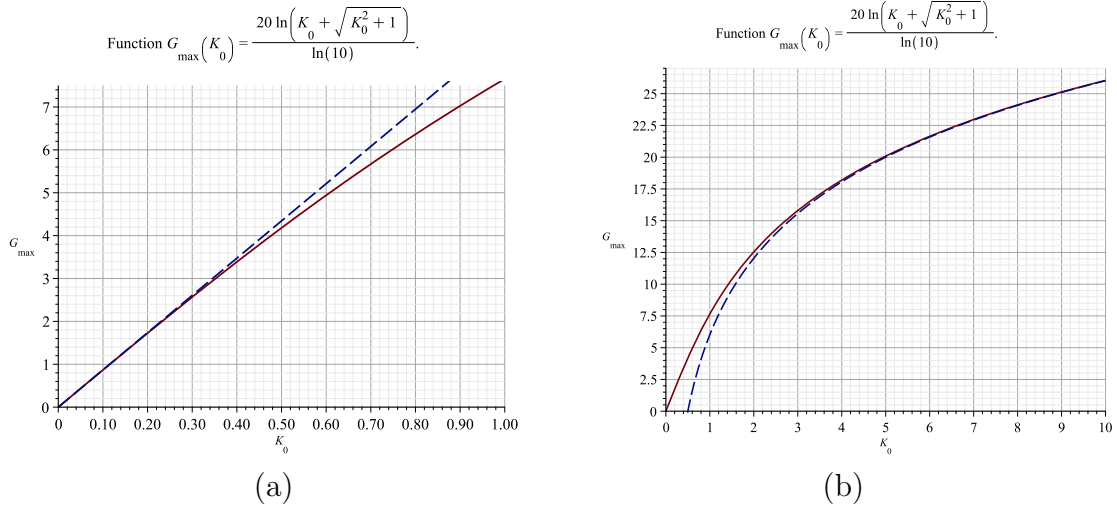 Function G_max(K_0) = 20 ln(K_0 + √(K_0^2 + 1)) / ln(10).
7
6
5
4
3
2
1
0
G_max
0 0.10 0.20 0.30 0.40 0.50 0.60 0.70 0.80 0.90 1.00
K_0
(a)
Function G_max(K_0) = 20 ln(K_0 + √(K_0^2 + 1)) / ln(10).
25
22.5
20
17.5
15
12.5
10
7.5
5
2.5
0
G_max
0 1 2 3 4 5 6 7 8 9 10
K_0
(b)